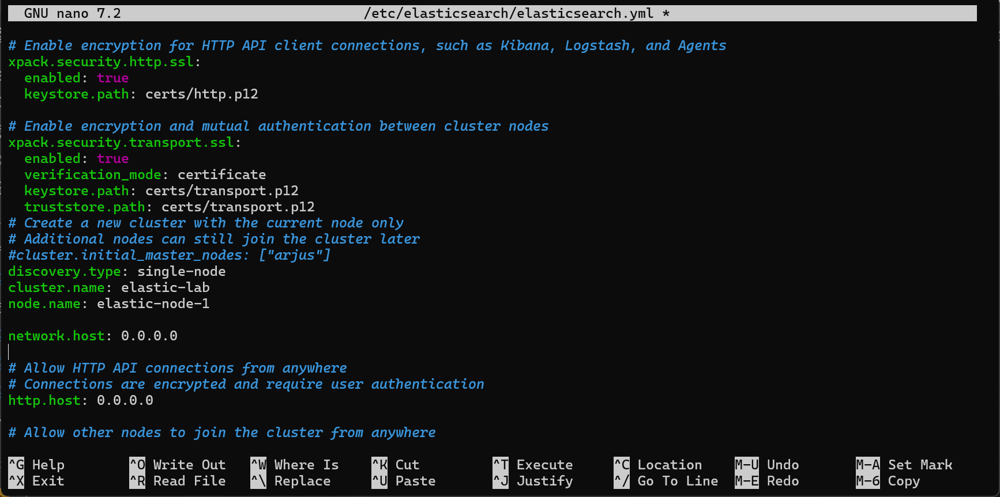 GNU nano 7.2 /etc/elasticsearch/elasticsearch.yml *
# Enable encryption for HTTP API client connections, such as Kibana, Logstash, and Agents
xpack.security.http.ssl:
  enabled: true
  keystore.path: certs/http.p12
# Enable encryption and mutual authentication between cluster nodes
xpack.security.transport.ssl:
  enabled: true
  verification_mode: certificate
  keystore.path: certs/transport.p12
  truststore.path: certs/transport.p12
# Create a new cluster with the current node only
# Additional nodes can still join the cluster later
#cluster.initial_master_nodes: ["arjus"]
discovery.type: single-node
cluster.name: elastic-lab
node.name: elastic-node-1
network.host: 0.0.0.0
# Allow HTTP API connections from anywhere
# Connections are encrypted and require user authentication
http.host: 0.0.0.0
# Allow other nodes to join the cluster from anywhere
^G Help ^O Write Out ^W Where Is ^K Cut ^T Execute ^C Location M-U Undo M-A Set Mark
^X Exit ^R Read File ^\ Replace ^U Paste ^J Justify ^/ Go To Line M-E Redo M-6 Copy